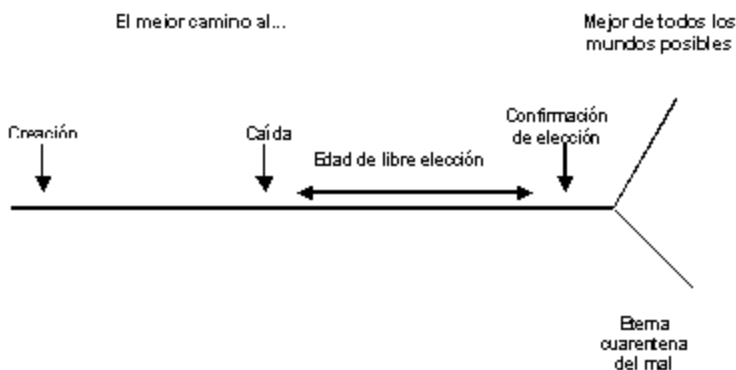 El mejor camino al...
Mejor de todos los
mundos posibles
Creación
Caída
Edad de libre elección
Confirmación
de elección
Eterna
cuarentena
del mal